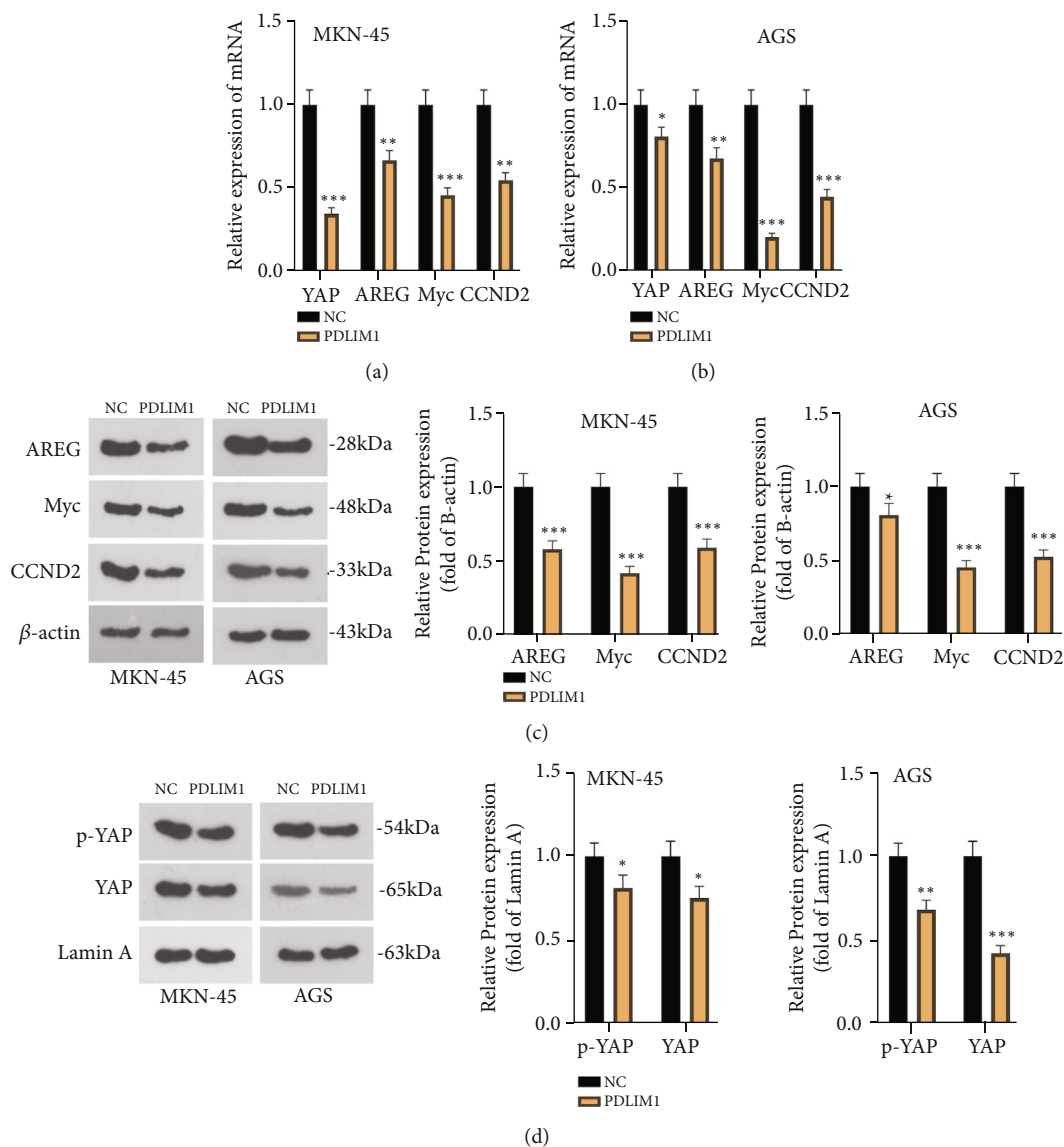 1.5
MKN-45
1.0
0.5
0.0
Relative expression of mRNA
***
**
***
**
YAP AREG Myc CCND2
NC
PDLIM1
(a)
1.5
AGS
1.0
0.5
0.0
Relative expression of mRNA
*
**
***
***
YAP AREG MycCCND2
NC
PDLIM1
(b)
NC PDLIM1 NC PDLIM1
AREG -28kDa
Myc -48kDa
CCND2 -33kDa
β-actin -43kDa
MKN-45 AGS
1.5
MKN-45
1.0
0.5
0.0
Relative Protein expression
(fold of B-actin)
***
***
***
AREG Myc CCND2
NC
PDLIM1
1.5
AGS
1.0
0.5
0.0
Relative Protein expression
(fold of B-actin)
*
***
***
AREG Myc CCND2
(c)
NC PDLIM1 NC PDLIM1
p-YAP -54kDa
YAP -65kDa
Lamin A -63kDa
MKN-45 AGS
1.5
MKN-45
1.0
0.5
0.0
Relative Protein expression
(fold of Lamin A)
*
*
p-YAP YAP
NC
PDLIM1
1.5
AGS
1.0
0.5
0.0
Relative Protein expression
(fold of Lamin A)
**
***
p-YAP YAP
(d)